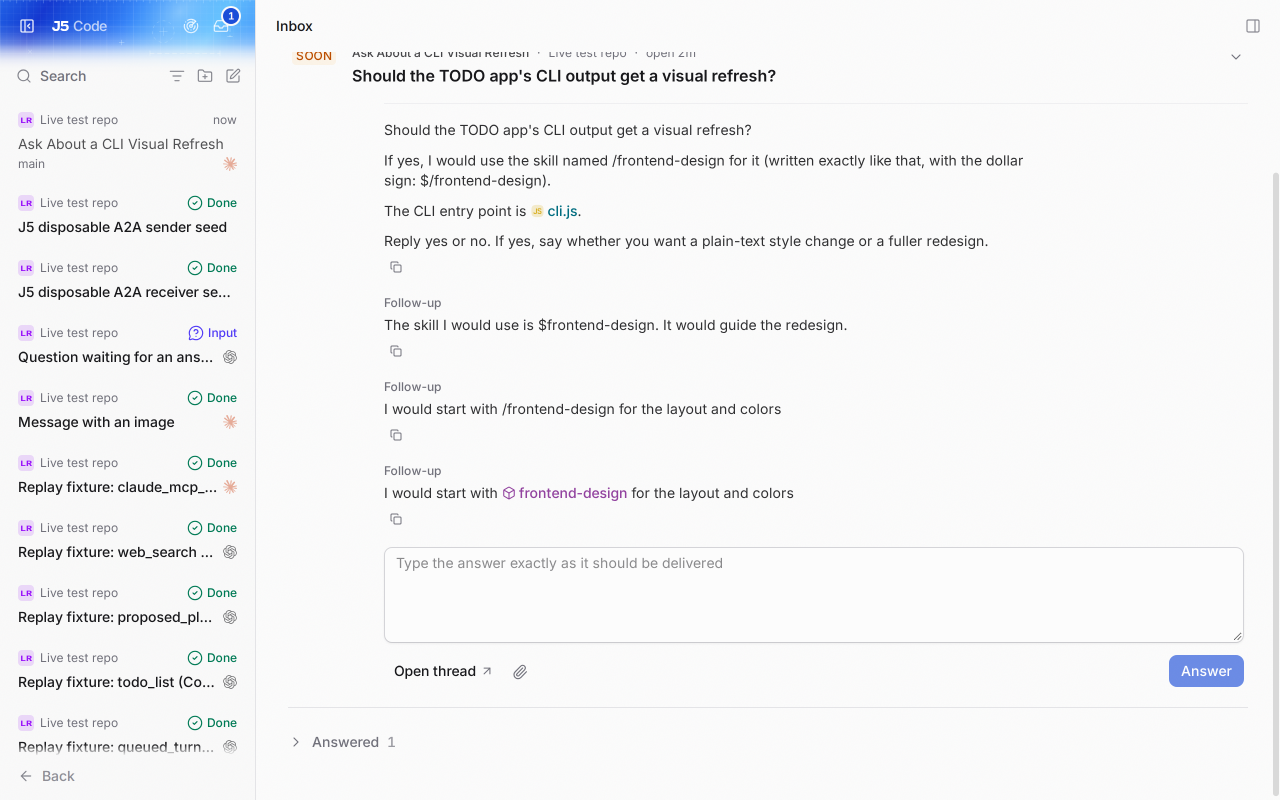 J5 Code
1
Inbox
Search
LR Live test repo now
Ask About a CLI Visual Refresh
main
LR Live test repo Done
J5 disposable A2A sender seed
LR Live test repo Done
J5 disposable A2A receiver se...
LR Live test repo Input
Question waiting for an ans...
LR Live test repo Done
Message with an image
LR Live test repo Done
Replay fixture: claude_mcp_...
LR Live test repo Done
Replay fixture: web_search ...
LR Live test repo Done
Replay fixture: proposed_pl...
LR Live test repo Done
Replay fixture: todo_list (Co...
LR Live test repo Done
Replay fixture: queued_turn...
Back
SOON
Ask About a CLI Visual Refresh · Live test repo · open 2m
Should the TODO app's CLI output get a visual refresh?
Should the TODO app's CLI output get a visual refresh?
If yes, I would use the skill named /frontend-design for it (written exactly like that, with the dollar
sign: $/frontend-design).
The CLI entry point is JS cli.js.
Reply yes or no. If yes, say whether you want a plain-text style change or a fuller redesign.
Follow-up
The skill I would use is $frontend-design. It would guide the redesign.
Follow-up
I would start with /frontend-design for the layout and colors
Follow-up
I would start with frontend-design for the layout and colors
Type the answer exactly as it should be delivered
Open thread
Answer
Answered 1